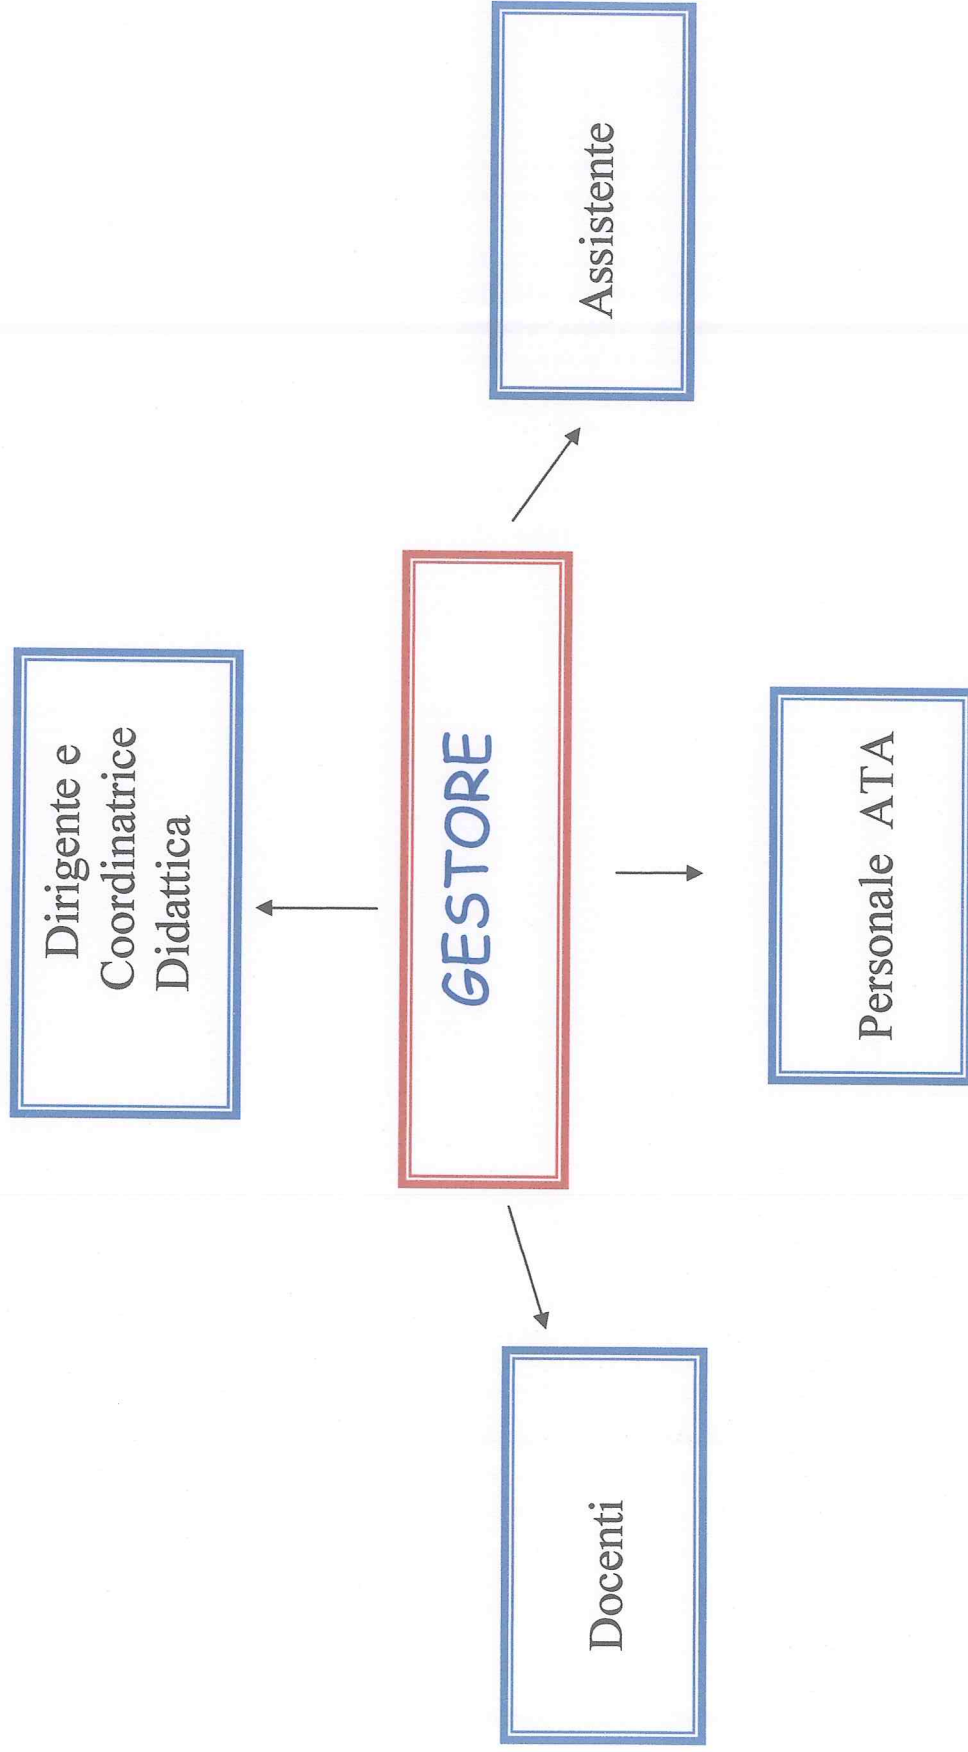 Dirigente e
Coordinatrice
Didattica
GESTORE
Docenti
Assistente
Personale ATA